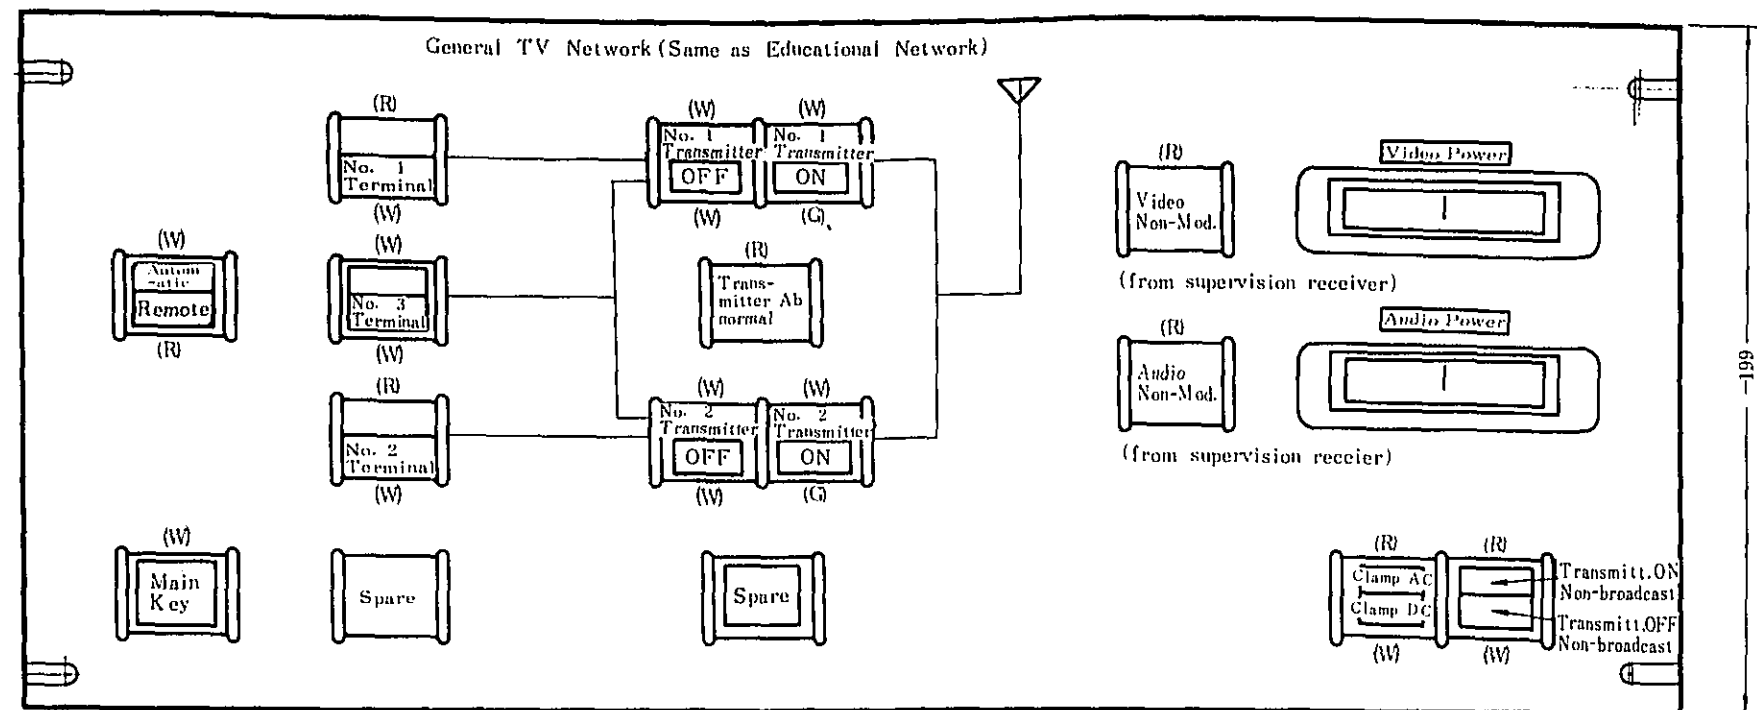 General TV Network (Same as Educational Network)
(R)
No. 1
Terminal
(W)
(W)
No. 3
Terminal
(W)
(R)
No. 2
Terminal
(W)
(W)
Autom
-atic
Remote
(R)
(W)
No. 1
Transmitter
OFF
(W)
(W)
No. 1
Transmitter
ON
(G)
(R)
Trans-
mitter Ab
normal
(W)
No. 2
Transmitter
OFF
(W)
(W)
No. 2
Transmitter
ON
(G)
(R)
Video
Non-Mod.
(from supervision receiver)
Video Power
(R)
Audio
Non-Mod.
(from supervision reccier)
Audio Power
(W)
Main
Key
Spare
Spare
(R)
Clamp AC
Clamp DC
(W)
(R)
(W)
Transmitt.ON
Non-broadcast
Transmitt.OFF
Non-broadcast
-199-